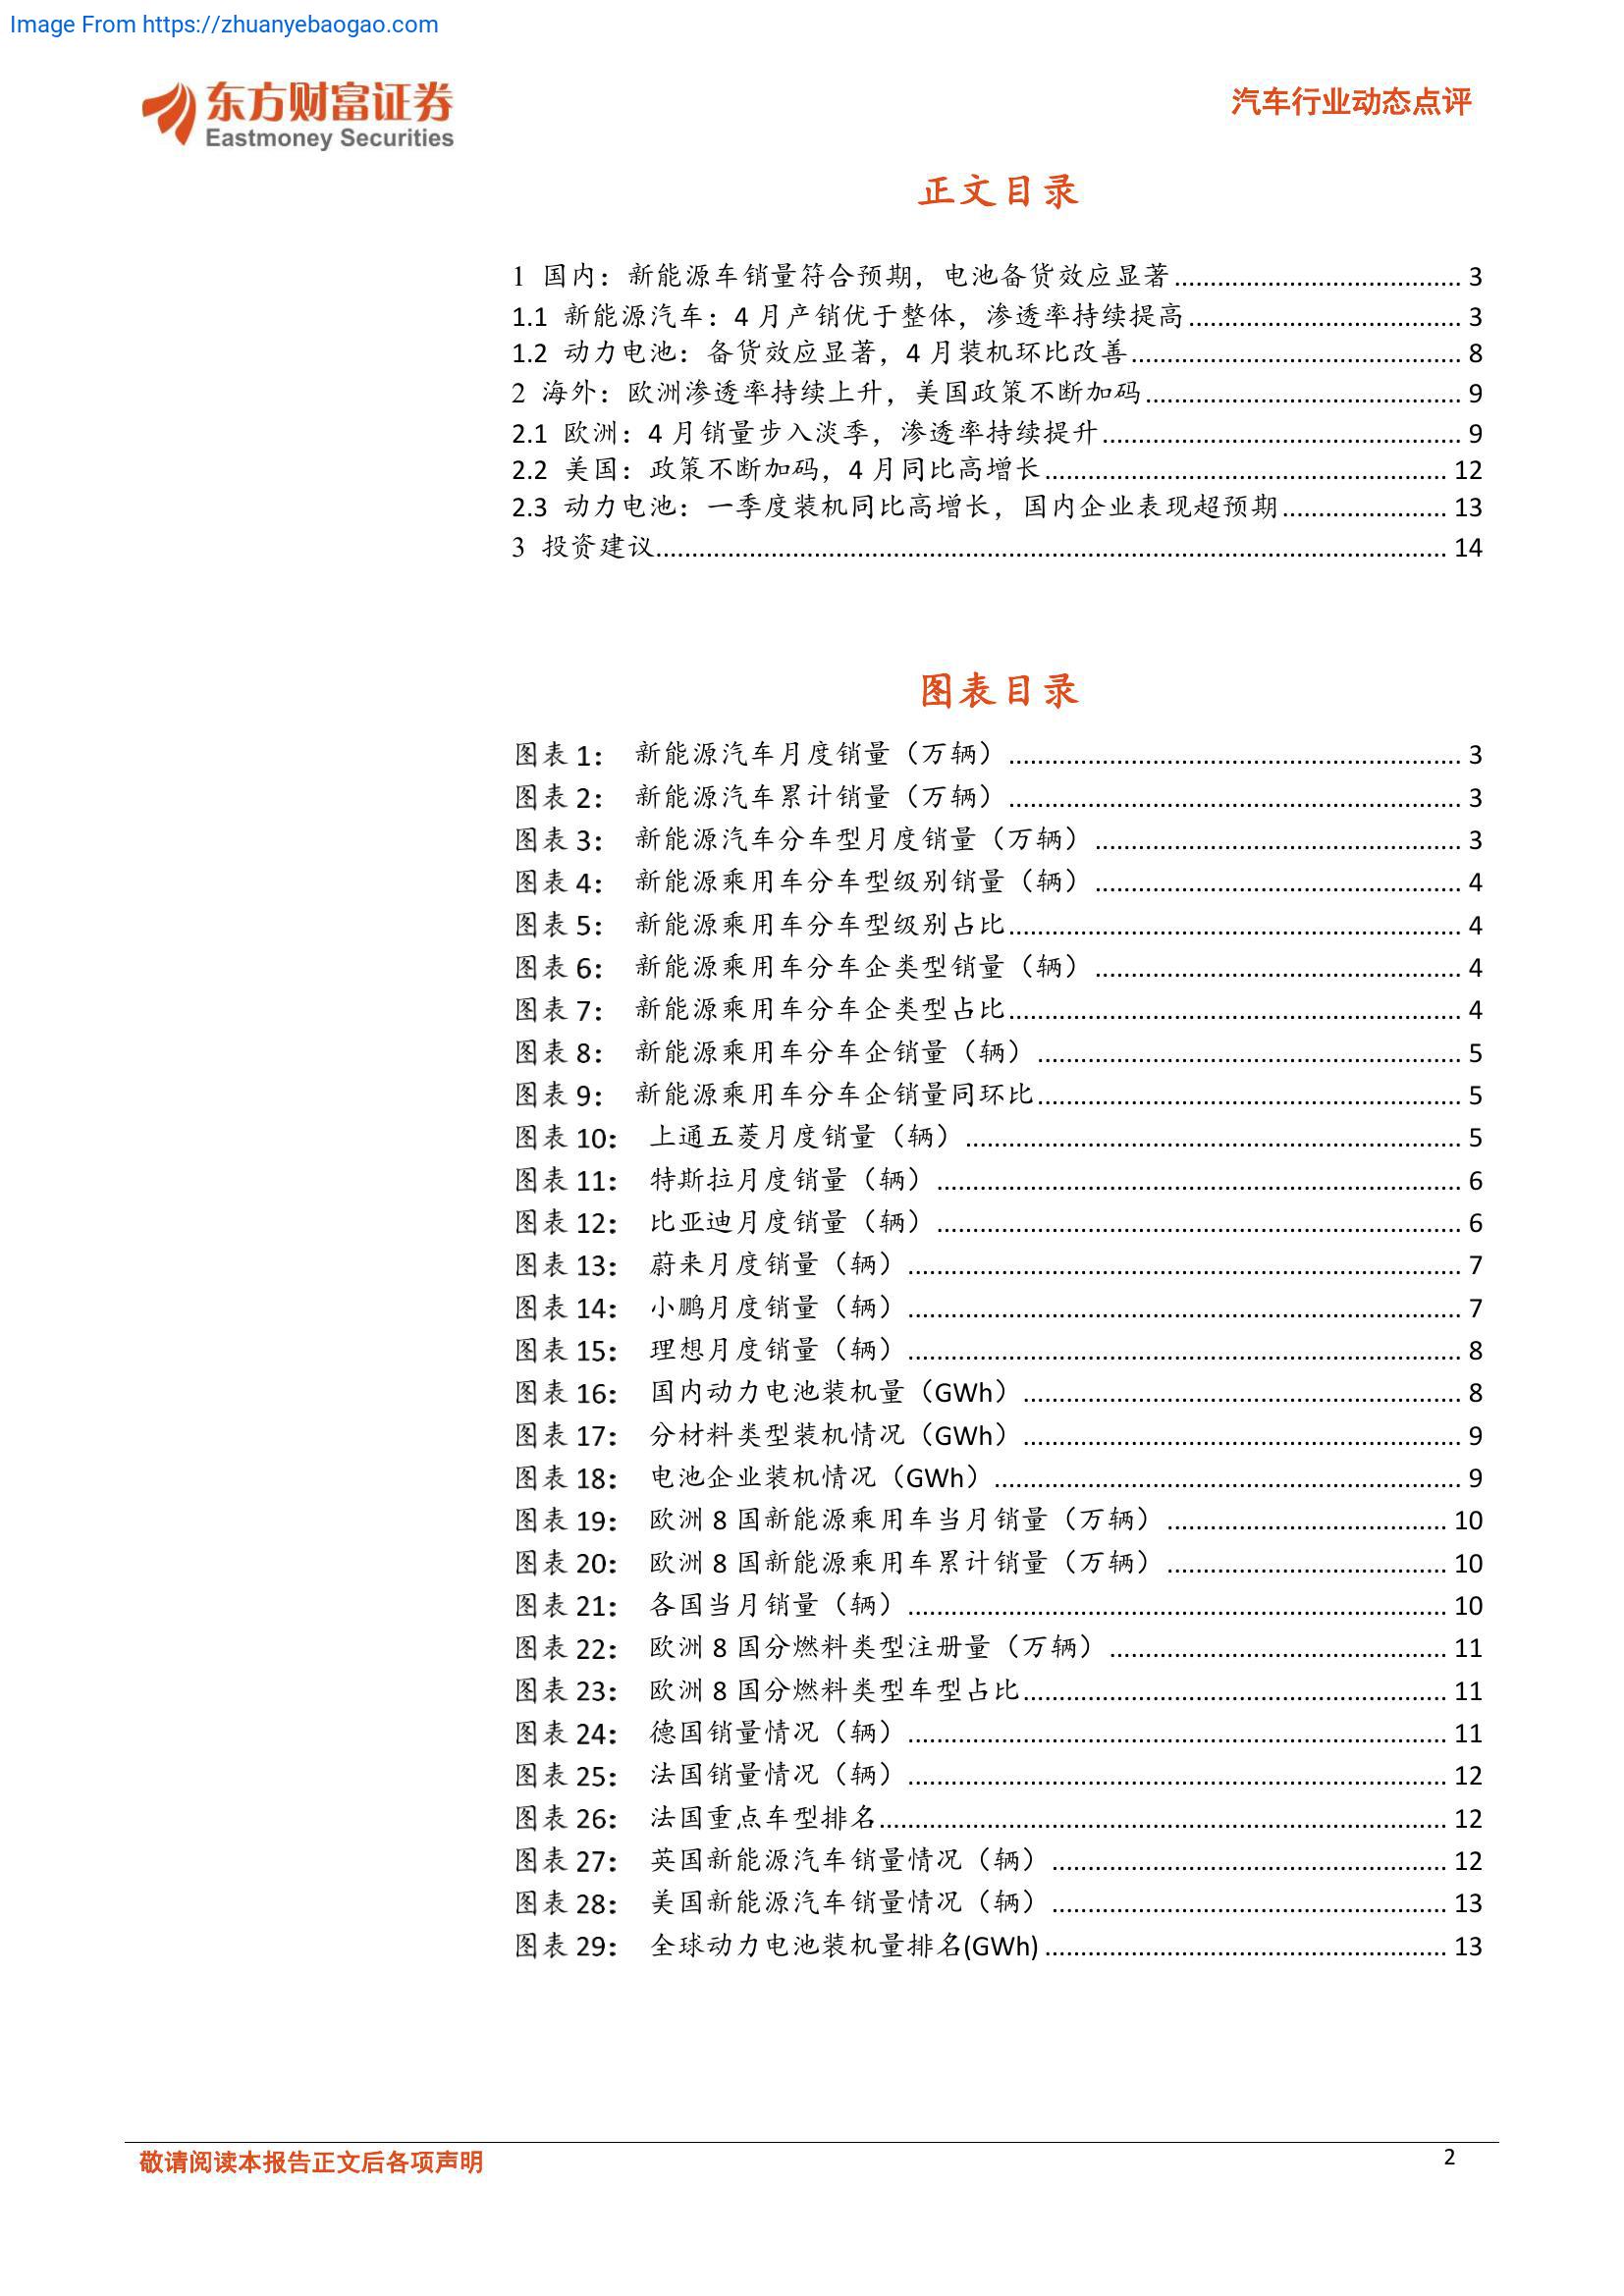 Image From https://zhuanyebaogao.com
东方财富证券
Eastmoney Securities
汽车行业动态点评
正文目录
1 国内：新能源车销量符合预期，电池备货效应显著........................................ 3
1.1 新能源汽车：4 月产销优于整体，渗透率持续提高...................................... 3
1.2 动力电池：备货效应显著，4 月装机环比改善.............................................. 8
2 海外：欧洲渗透率持续上升，美国政策不断加码............................................ 9
2.1 欧洲：4 月销量步入淡季，渗透率持续提升.................................................. 9
2.2 美国：政策不断加码，4 月同比高增长........................................................ 12
2.3 动力电池：一季度装机同比高增长，国内企业表现超预期....................... 13
3 投资建议.............................................................................................................. 14
图表目录
图表 1： 新能源汽车月度销量（万辆）............................................................... 3
图表 2： 新能源汽车累计销量（万辆）............................................................... 3
图表 3： 新能源汽车分车型月度销量（万辆）................................................... 3
图表 4： 新能源乘用车分车型级别销量（辆）................................................... 4
图表 5： 新能源乘用车分车型级别占比............................................................... 4
图表 6： 新能源乘用车分车企类型销量（辆）................................................... 4
图表 7： 新能源乘用车分车企类型占比............................................................... 4
图表 8： 新能源乘用车分车企销量（辆）........................................................... 5
图表 9： 新能源乘用车分车企销量同环比........................................................... 5
图表 10： 上通五菱月度销量（辆）..................................................................... 5
图表 11： 特斯拉月度销量（辆）......................................................................... 6
图表 12： 比亚迪月度销量（辆）......................................................................... 6
图表 13： 蔚来月度销量（辆）............................................................................. 7
图表 14： 小鹏月度销量（辆）............................................................................. 7
图表 15： 理想月度销量（辆）............................................................................. 8
图表 16： 国内动力电池装机量（GWh）............................................................. 8
图表 17： 分材料类型装机情况（GWh）............................................................. 9
图表 18： 电池企业装机情况（GWh）................................................................. 9
图表 19： 欧洲 8 国新能源乘用车当月销量（万辆）....................................... 10
图表 20： 欧洲 8 国新能源乘用车累计销量（万辆）....................................... 10
图表 21： 各国当月销量（辆）........................................................................... 10
图表 22： 欧洲 8 国分燃料类型注册量（万辆）............................................... 11
图表 23： 欧洲 8 国分燃料类型车型占比........................................................... 11
图表 24： 德国销量情况（辆）........................................................................... 11
图表 25： 法国销量情况（辆）........................................................................... 12
图表 26： 法国重点车型排名............................................................................... 12
图表 27： 英国新能源汽车销量情况（辆）....................................................... 12
图表 28： 美国新能源汽车销量情况（辆）....................................................... 13
图表 29： 全球动力电池装机量排名(GWh)........................................................ 13
敬请阅读本报告正文后各项声明
2